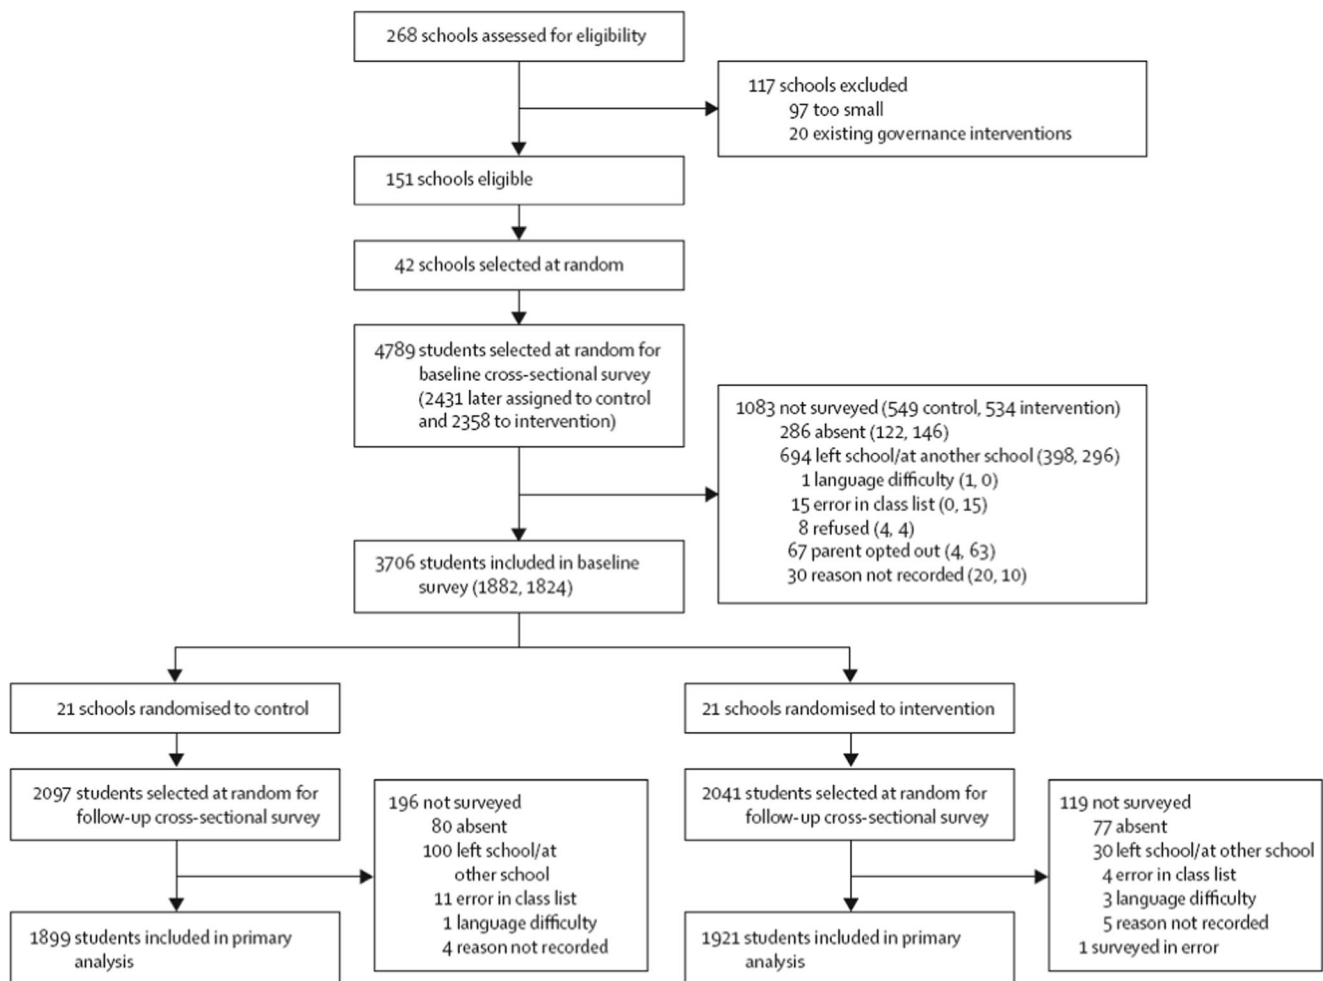 268 schools assessed for eligibility
117 schools excluded
97 too small
20 existing governance interventions
151 schools eligible
42 schools selected at random
4789 students selected at random for
baseline cross-sectional survey
(2431 later assigned to control
and 2358 to intervention)
1083 not surveyed (549 control, 534 intervention)
286 absent (122, 146)
694 left school/at another school (398, 296)
1 language difficulty (1, 0)
15 error in class list (0, 15)
8 refused (4, 4)
67 parent opted out (4, 63)
30 reason not recorded (20, 10)
3706 students included in baseline
survey (1882, 1824)
21 schools randomised to control
2097 students selected at random for
follow-up cross-sectional survey
196 not surveyed
80 absent
100 left school/at
other school
11 error in class list
1 language difficulty
4 reason not recorded
1899 students included in primary
analysis
21 schools randomised to intervention
2041 students selected at random for
follow-up cross-sectional survey
119 not surveyed
77 absent
30 left school/at other school
4 error in class list
3 language difficulty
5 reason not recorded
1 surveyed in error
1921 students included in primary
analysis